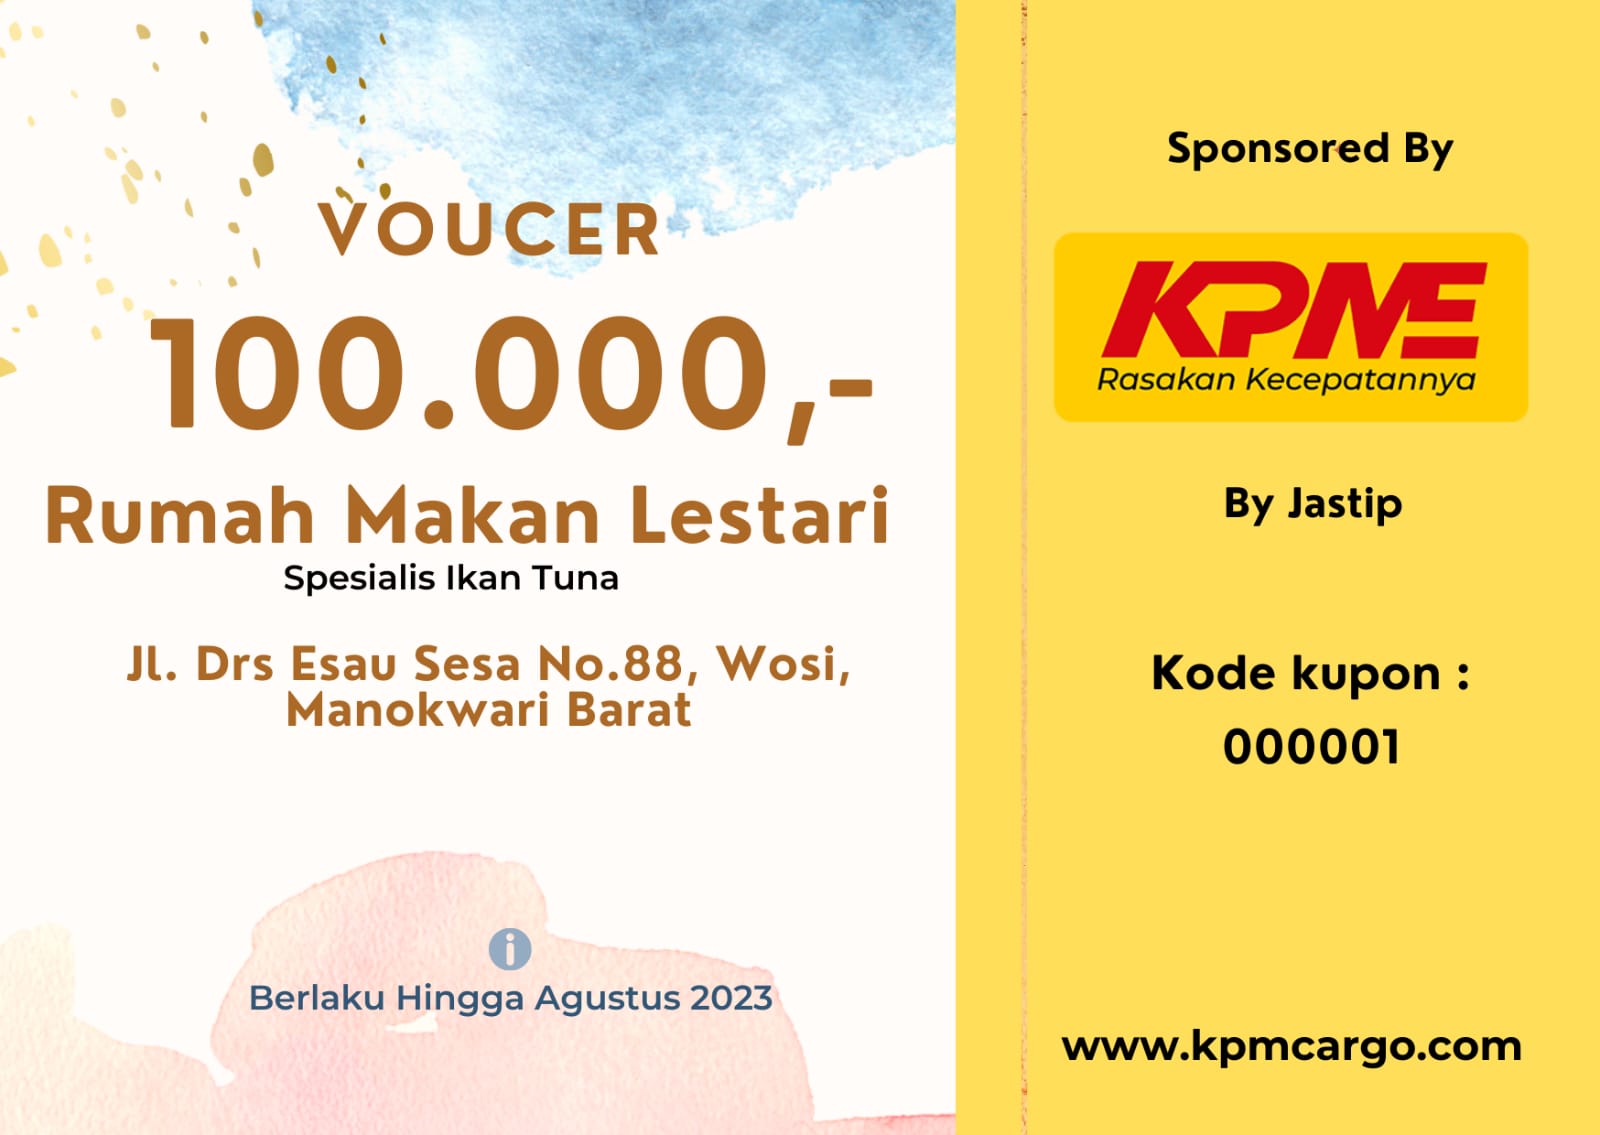 VOUCER
100.000,-
Rumah Makan Lestari
Spesialis Ikan Tuna
Jl. Drs Esau Sesa No.88, Wosi,
Manokwari Barat
Berlaku Hingga Agustus 2023
Sponsored By
KPME
Rasakan Kecepatannya
By Jastip
Kode kupon :
000001
www.kpmcargo.com